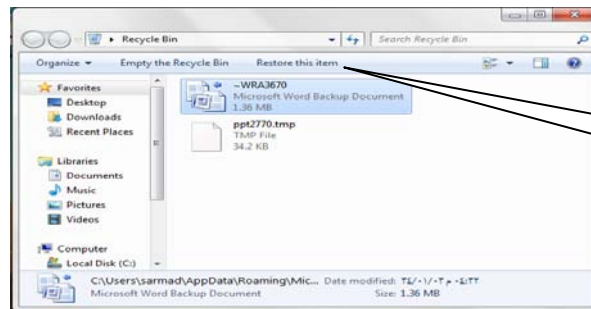 Recycle Bin
Search Recycle Bin
Organize
Empty the Recycle Bin
Restore this item
Favorites
Desktop
Downloads
Recent Places
Libraries
Documents
Music
Pictures
Videos
Computer
Local Disk (C:)
~WRA3670
Microsoft Word Backup Document
1.36 MB
ppt2770.tmp
TMP File
34.2 KB
C:\Users\sarmad\AppData\Roaming\Mic... Date modified:
Microsoft Word Backup Document Size: 1.36 MB